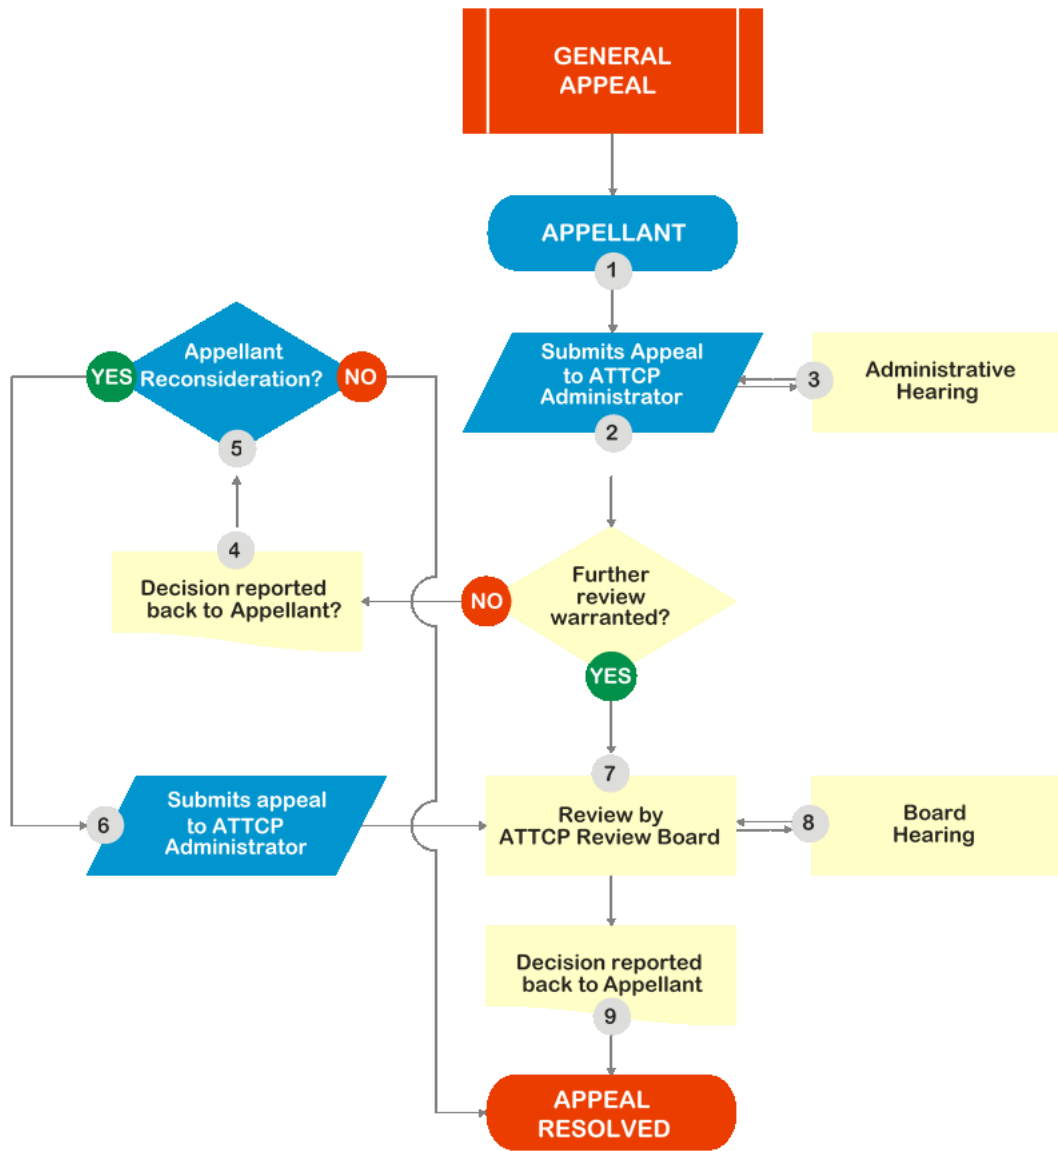 GENERAL
APPEAL
APPELLANT
1
Submits Appeal
to ATTCP
Administrator
2
3
Administrative
Hearing
Appellant
Reconsideration?
YES
NO
5
4
Decision reported
back to Appellant?
Further
review
warranted?
NO
YES
6
Submits appeal
to ATTCP
Administrator
7
Review by
ATTCP Review Board
8
Board
Hearing
Decision reported
back to Appellant
9
APPEAL
RESOLVED